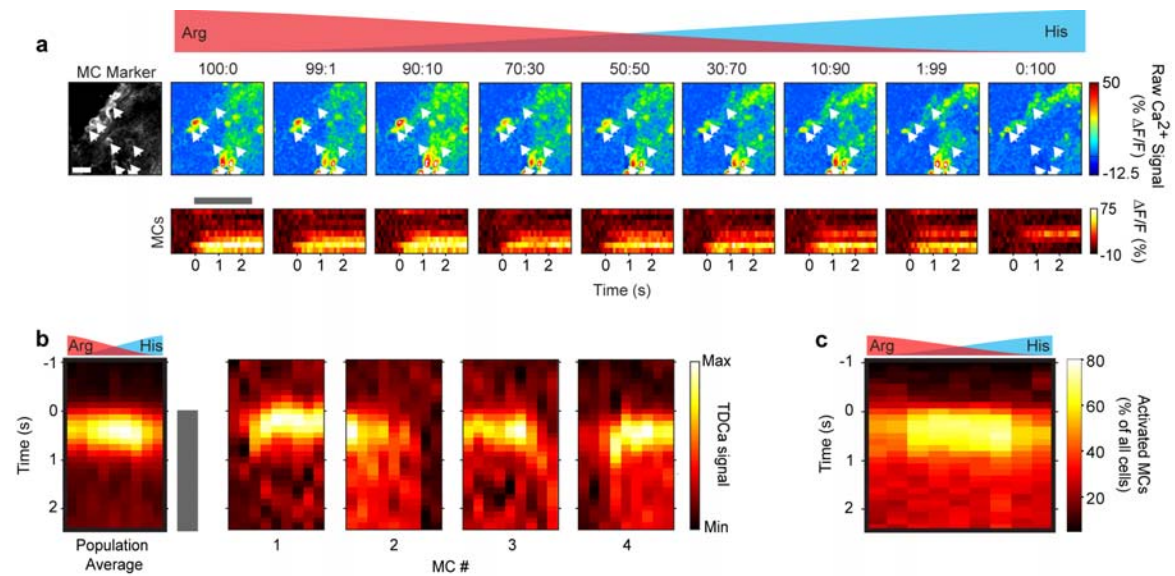 Arg His
a
MC Marker 100:0 99:1 90:10 70:30 50:50 30:70 10:90 1:99 0:100
50
Raw Ca2+ Signal
(% ΔF/F)
-12.5
MCs
75
ΔF/F (%)
-10
0 1 2 0 1 2 0 1 2 0 1 2 0 1 2 0 1 2 0 1 2 0 1 2 0 1 2
Time (s)
b
Arg His
-1
0
1
2
Time (s)
Population
Average
Max
TDCa signal
Min
1 2 3 4
MC #
c
Arg His
-1
0
1
2
Time (s)
80
60
40
20
Activated MCs
(% of all cells)